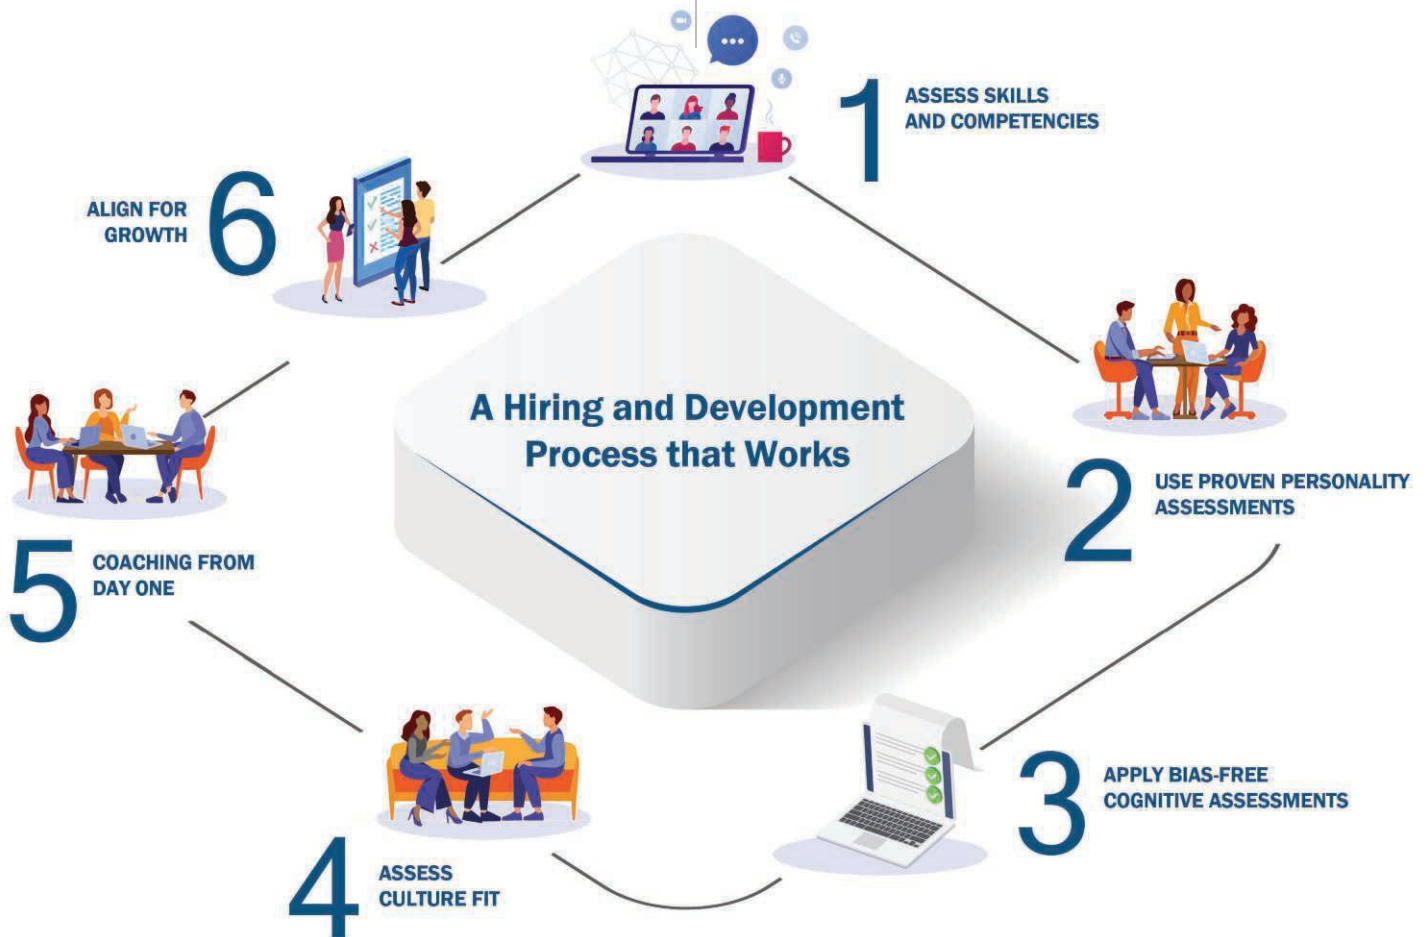 A Hiring and Development
Process that Works
1
ASSESS SKILLS
AND COMPETENCIES
2
USE PROVEN PERSONALITY
ASSESSMENTS
3
APPLY BIAS-FREE
COGNITIVE ASSESSMENTS
4
ASSESS
CULTURE FIT
5
COACHING FROM
DAY ONE
6
ALIGN FOR
GROWTH